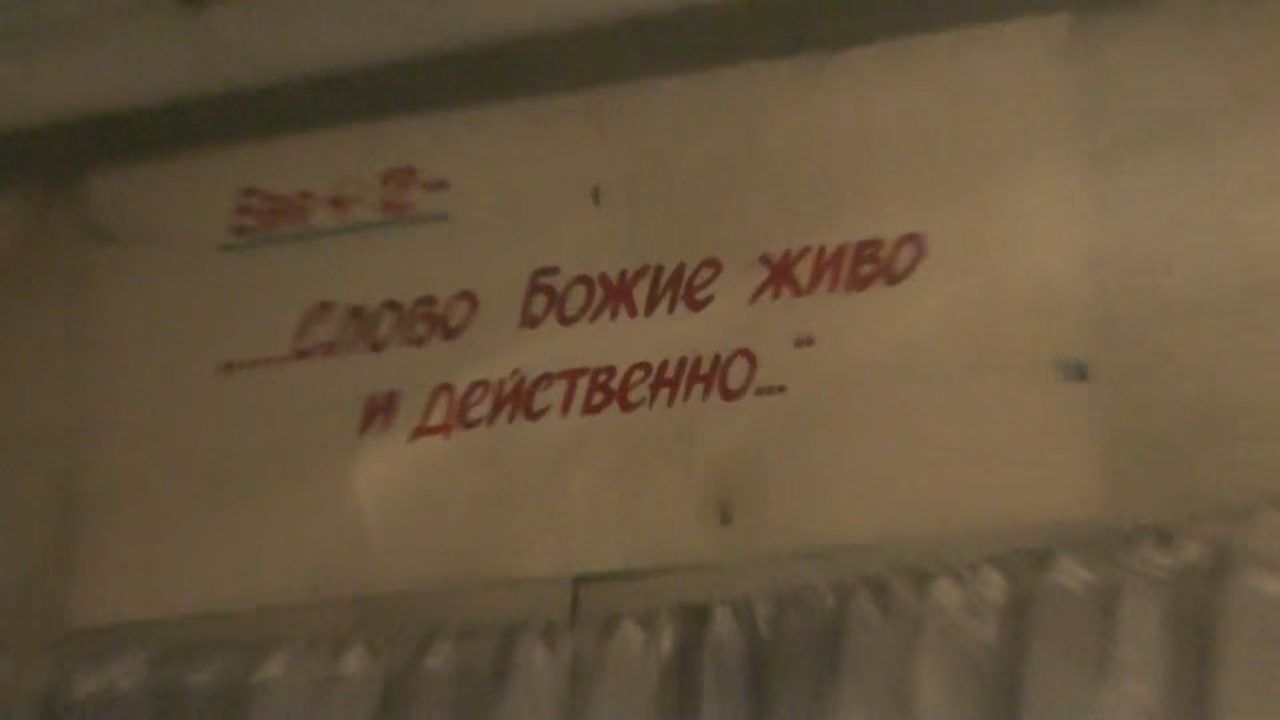 „...Слово Божие живо
и действенно..."